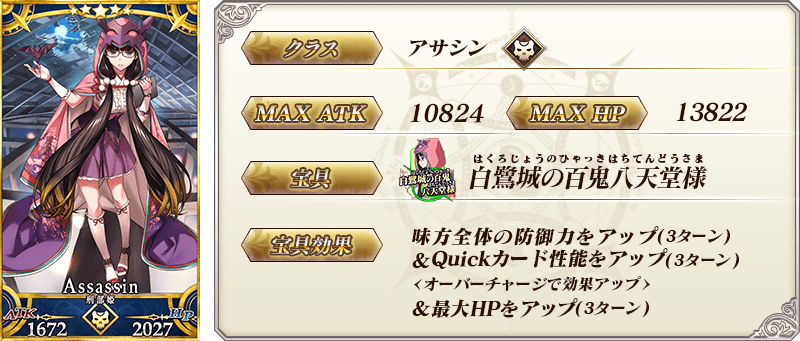 Assassin
刑部姫
ATK
HP
1672
2027
クラス
アサシン
MAX ATK
10824
MAX HP
13822
宝具
白鷺城の百鬼
八天堂様
はくろじょうのひゃっきはちてんどうさま
白鷺城の百鬼八天堂様
宝具効果
味方全体の防御力をアップ(3ターン)
&Quickカード性能をアップ(3ターン)
<オーバーチャージで効果アップ>
&最大HPをアップ(3ターン)